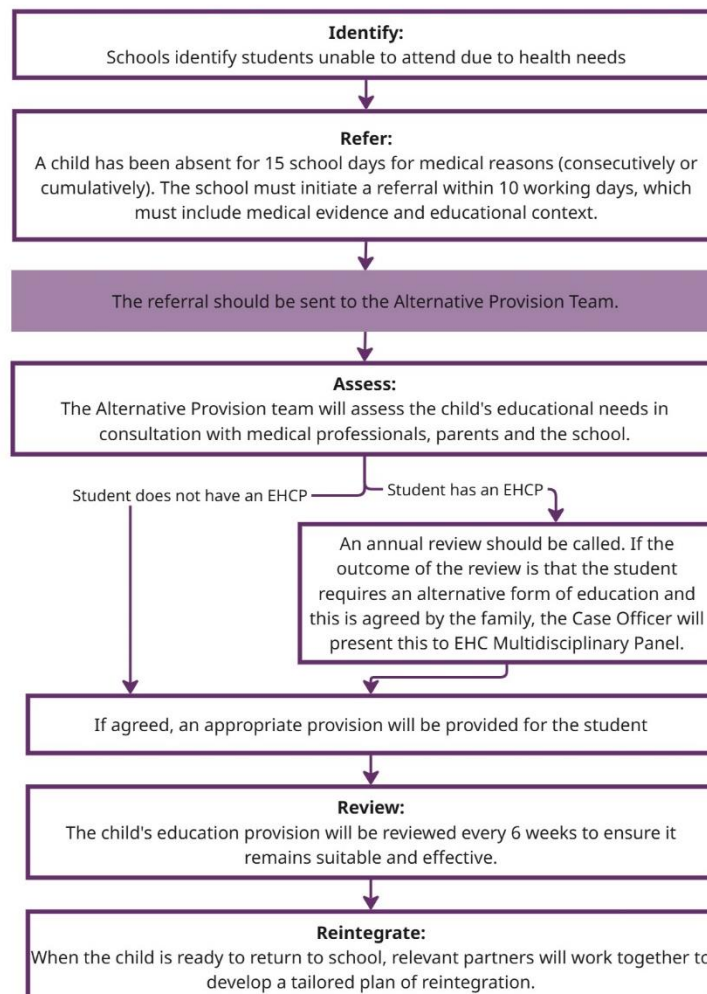 Identify:
Schools identify students unable to attend due to health needs
Refer:
A child has been absent for 15 school days for medical reasons (consecutively or
cumulatively). The school must initiate a referral within 10 working days, which
must include medical evidence and educational context.
The referral should be sent to the Alternative Provision Team.
Assess:
The Alternative Provision team will assess the child's educational needs in
consultation with medical professionals, parents and the school.
Student does not have an EHCP
Student has an EHCP
An annual review should be called. If the
outcome of the review is that the student
requires an alternative form of education and
this is agreed by the family, the Case Officer will
present this to EHC Multidisciplinary Panel.
If agreed, an appropriate provision will be provided for the student
Review:
The child's education provision will be reviewed every 6 weeks to ensure it
remains suitable and effective.
Reintegrate:
When the child is ready to return to school, relevant partners will work together to
develop a tailored plan of reintegration.